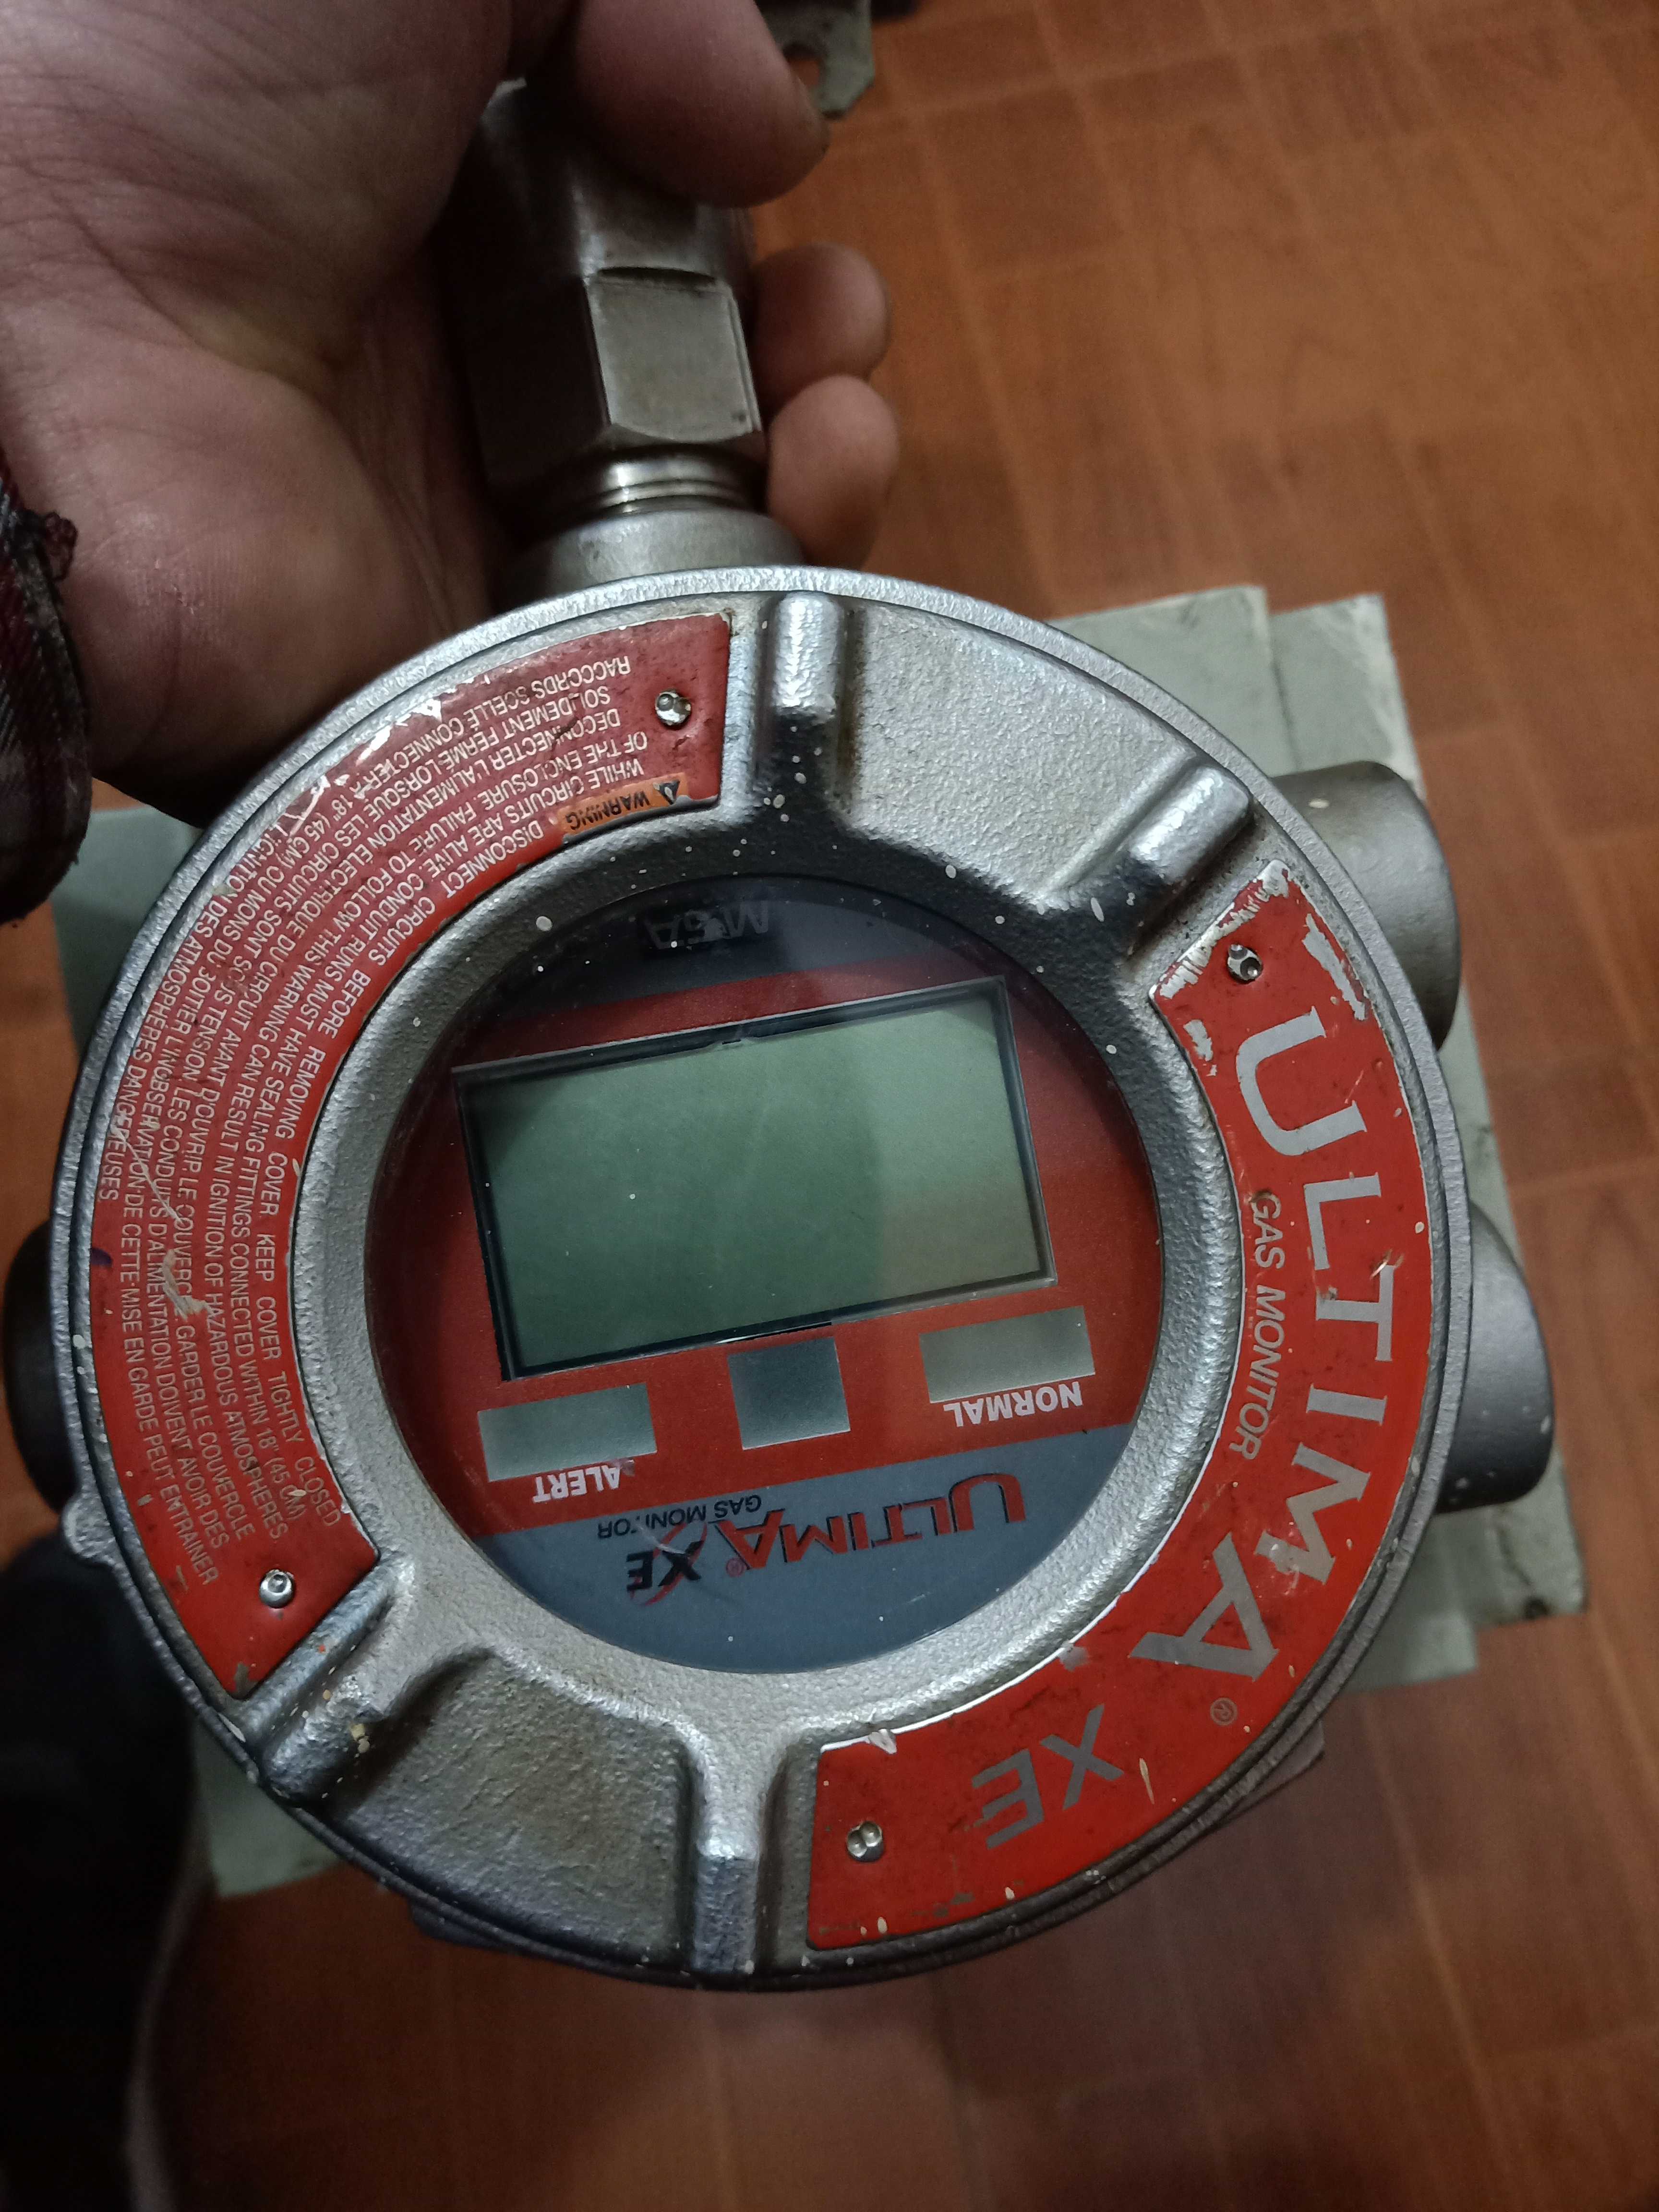 MSA
NORMAL
ALERT
ULTIMA® XE
GAS MONITOR
ULTIMA® XE
GAS MONITOR
WARNING
DISCONNECT CIRCUITS BEFORE REMOVING COVER KEEP COVER TIGHTLY CLOSED
WHILE CIRCUITS ARE ALIVE. CONDUIT RUNS MUST HAVE SEALING FITTINGS CONNECTED WITHIN 18" (45 CM)
OF THE ENCLOSURE. FAILURE TO FOLLOW THIS WARNING CAN RESULT IN IGNITION OF HAZARDOUS ATMOSPHERES.
DECONNECTER L'ALIMENTATION ELECTRIQUE DU CIRCUIT AVANT D'OUVRIR LE COUVERCLE GARDER LE COUVERCLE
SOLIDEMENT FERME LORSQUE LES CIRCUITS SONT SOUS TENSION. LES CONDUITS D'ALIMENTATION DOIVENT AVOIR DES
RACCORDS SCELLE CONNECTER A 18" (45 CM) OU MOINS DU BOITIER
DE CETTE MISE EN GARDE PEUT ENTRAINER
IGNITION DES ATMOSPHERES DANGEREUSES